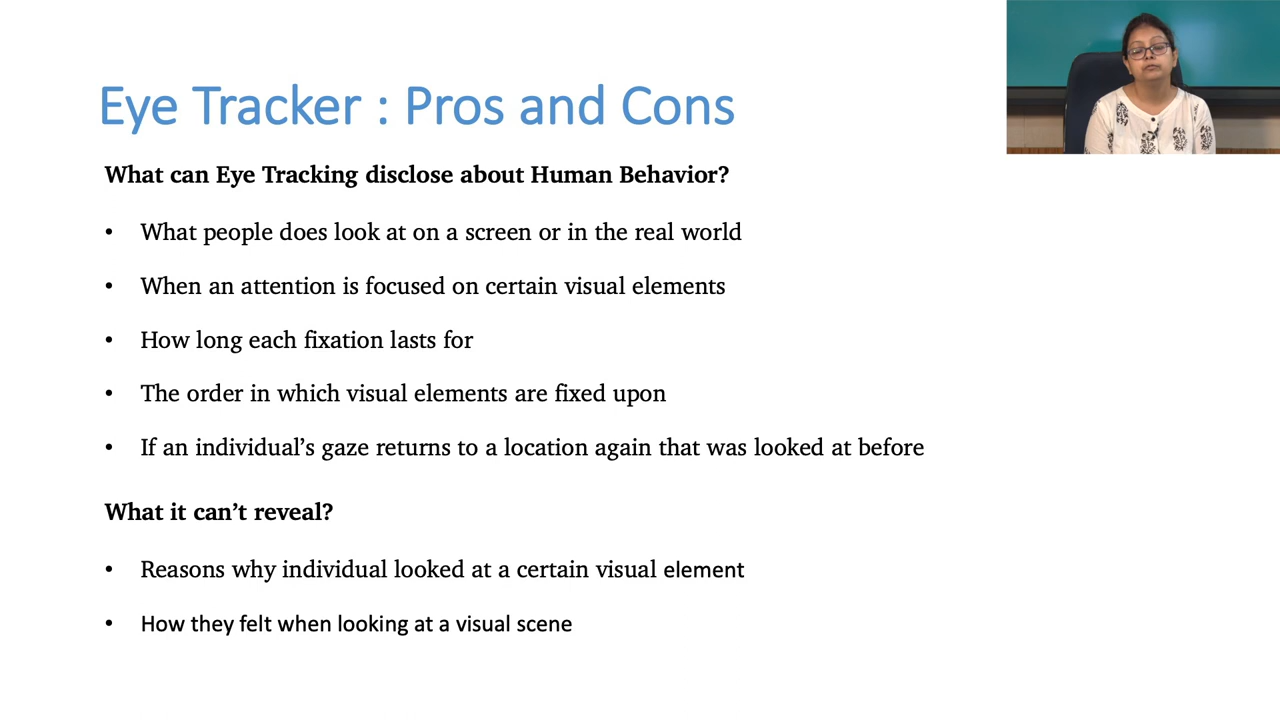 Eye Tracker : Pros and Cons
What can Eye Tracking disclose about Human Behavior?
• What people does look at on a screen or in the real world
• When an attention is focused on certain visual elements
• How long each fixation lasts for
• The order in which visual elements are fixed upon
• If an individual’s gaze returns to a location again that was looked at before
What it can’t reveal?
• Reasons why individual looked at a certain visual element
• How they felt when looking at a visual scene